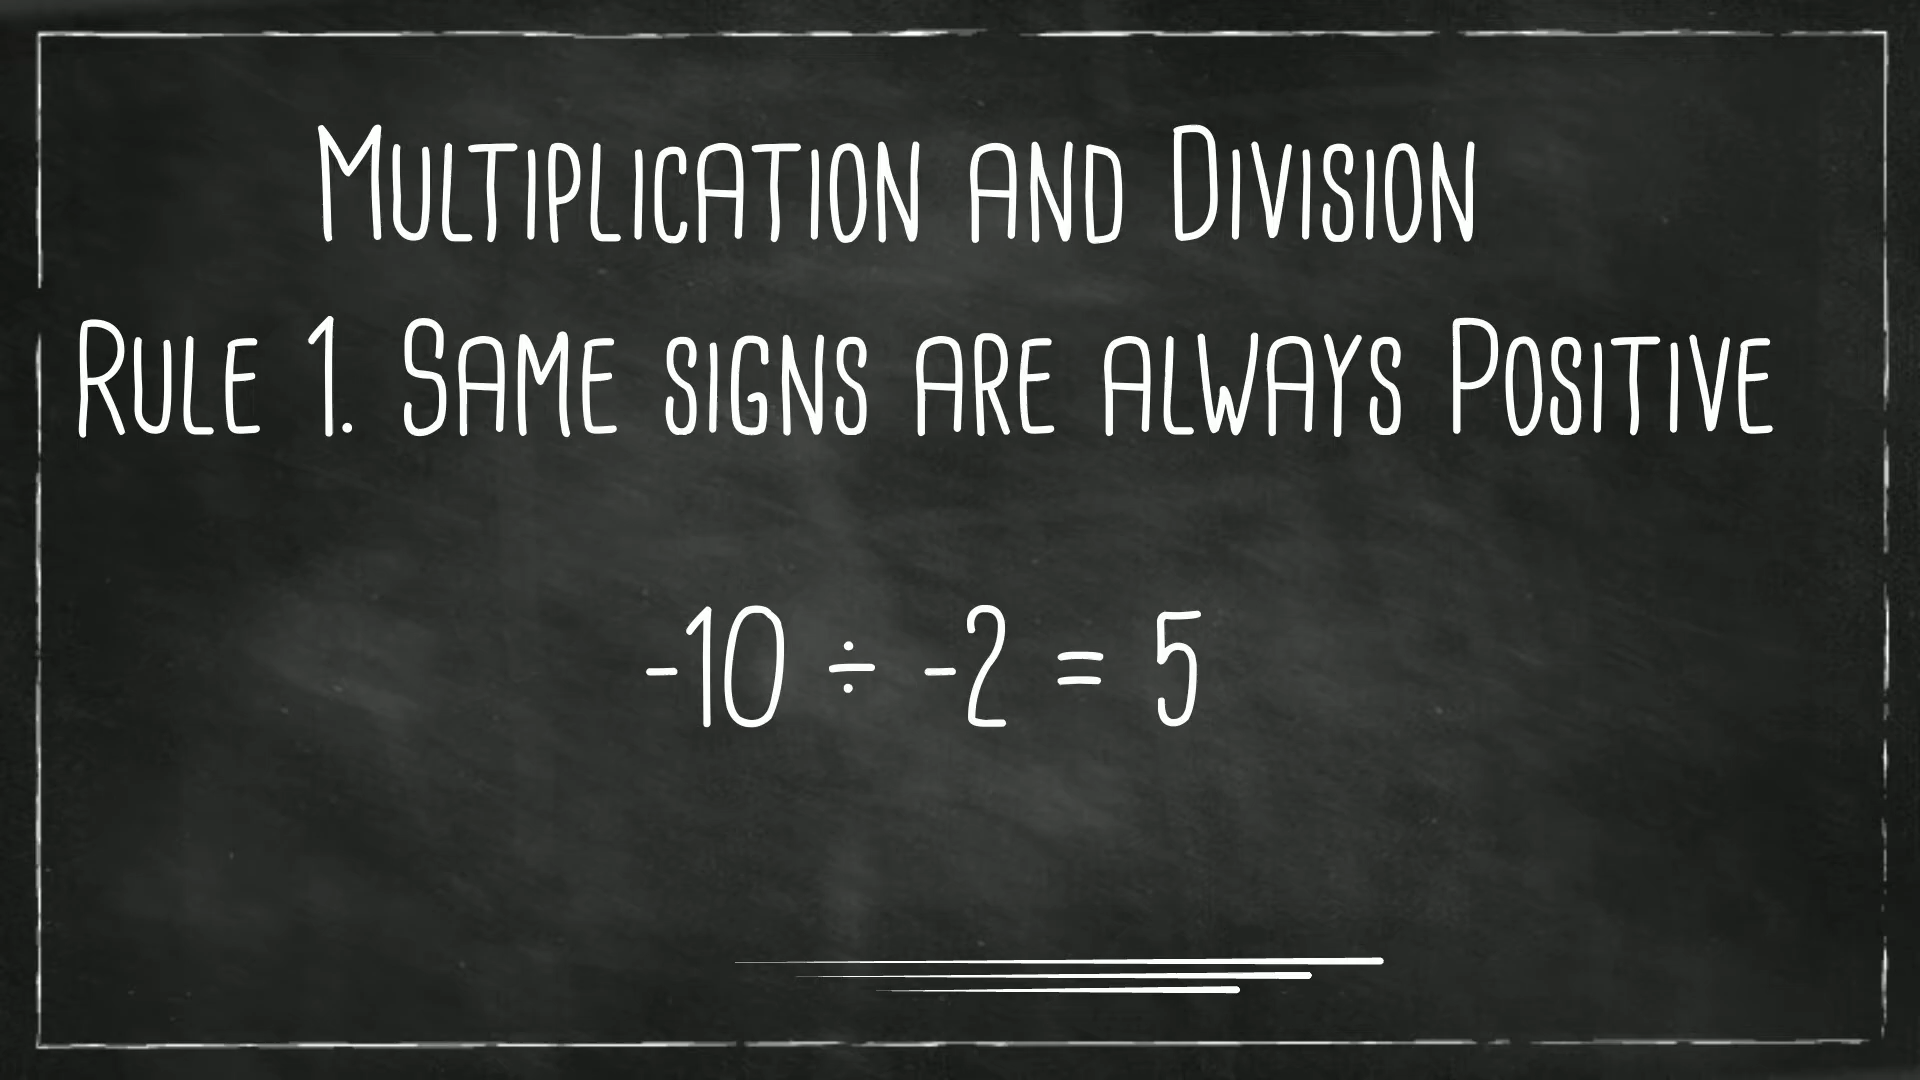 Multiplication and Division
Rule 1. Same signs are always Positive
-10 ÷ -2 = 5